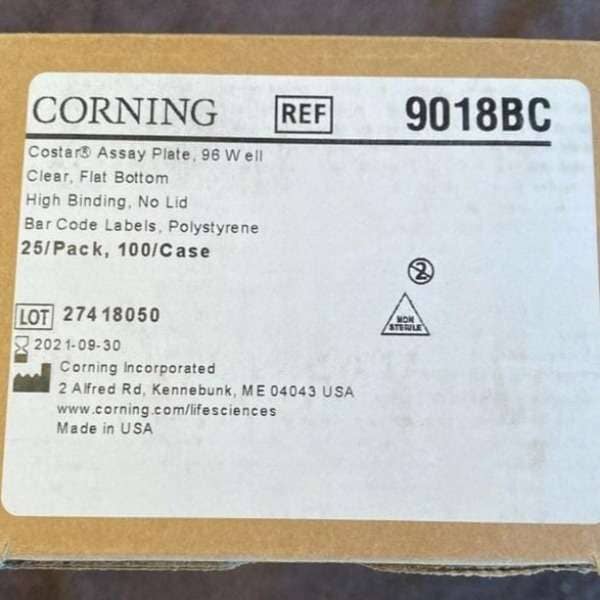 CORNING REF 9018BC
Costar® Assay Plate, 96 Well
Clear, Flat Bottom
High Binding, No Lid
Bar Code Labels, Polystyrene
25/Pack, 100/Case
2
NON
STERILE
LOT 27418050
2021-09-30
Corning Incorporated
2 Alfred Rd, Kennebunk, ME 04043 USA
www.corning.com/lifesciences
Made in USA